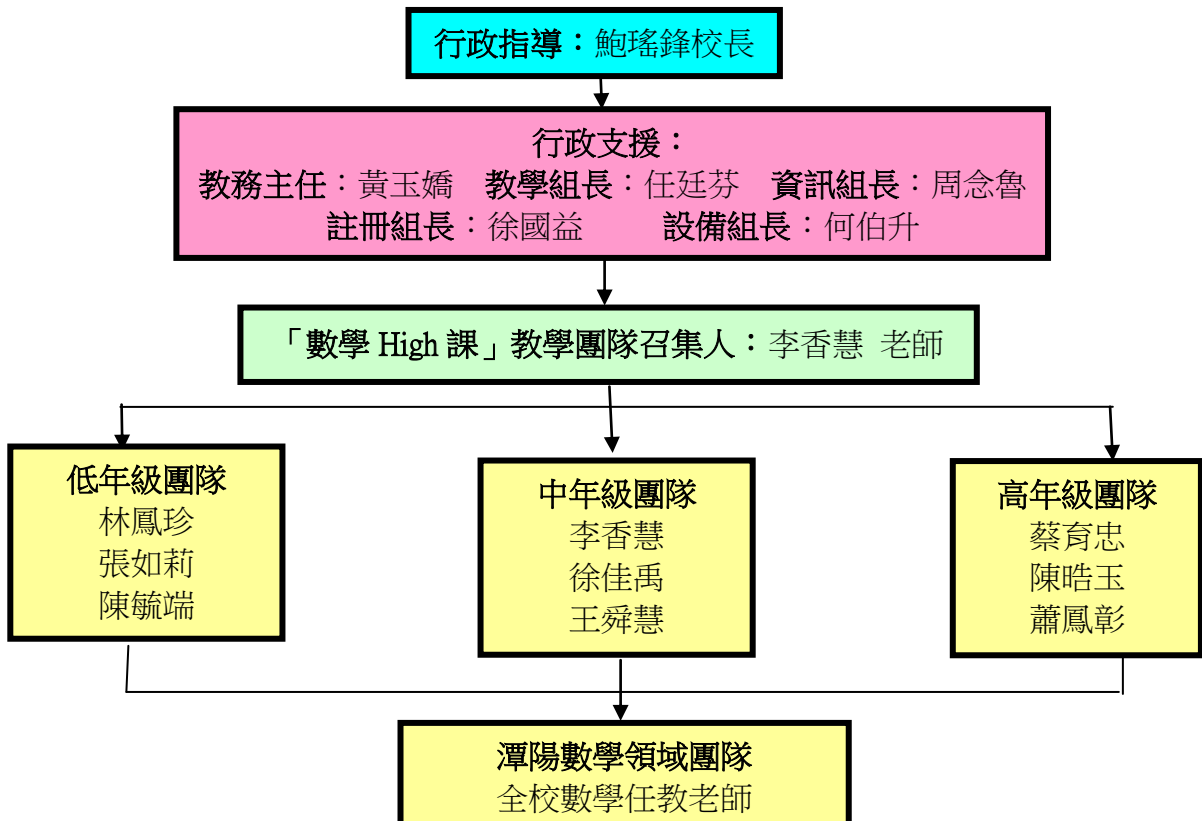 行政指導：鮑瑤鋒校長
行政支援：
教務主任：黃玉嬌 教學組長：任廷芬 資訊組長：周念魯
註冊組長：徐國益 設備組長：何伯升
「數學 High 課」教學團隊召集人：李香慧 老師
低年級團隊
林鳳珍
張如莉
陳毓端
中年級團隊
李香慧
徐佳禹
王舜慧
高年級團隊
蔡育忠
陳晧玉
蕭鳳彰
潭陽數學領域團隊
全校數學任教老師